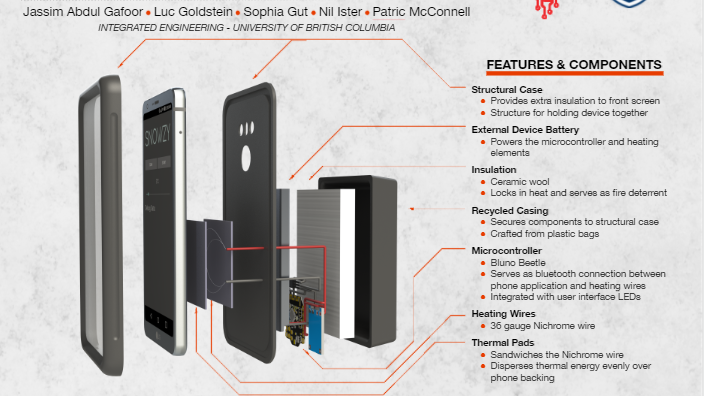 Jassim Abdul Gafoor • Luc Goldstein • Sophia Gut • Nil Ister • Patric McConnell
INTEGRATED ENGINEERING - UNIVERSITY OF BRITISH COLUMBIA
FEATURES & COMPONENTS
Structural Case
• Provides extra insulation to front screen
• Structure for holding device together
External Device Battery
• Powers the microcontroller and heating
elements
Insulation
• Ceramic wool
• Locks in heat and serves as fire deterrent
Recycled Casing
• Secures components to structural case
• Crafted from plastic bags
Microcontroller
• Bluno Beetle
• Serves as bluetooth connection between
phone application and heating wires
• Integrated with user interface LEDs
Heating Wires
• 36 gauge Nichrome wire
Thermal Pads
• Sandwiches the Nichrome wire
• Disperses thermal energy evenly over
phone backing